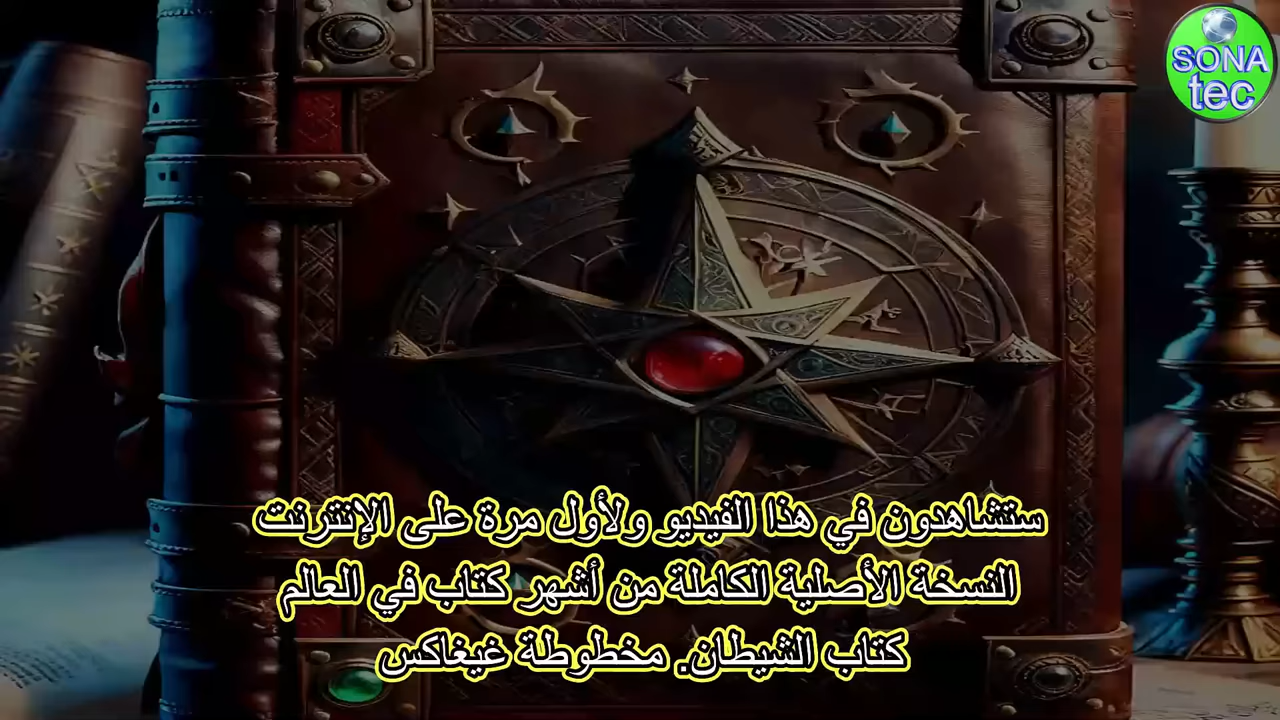 SONA
tec
ستشاهدون في هذا الفيديو ولأول مرة على الإنترنت
النسخة الأصلية الكاملة من أشهر كتاب في العالم
كتاب الشيطان. مخطوطة غيغاكس